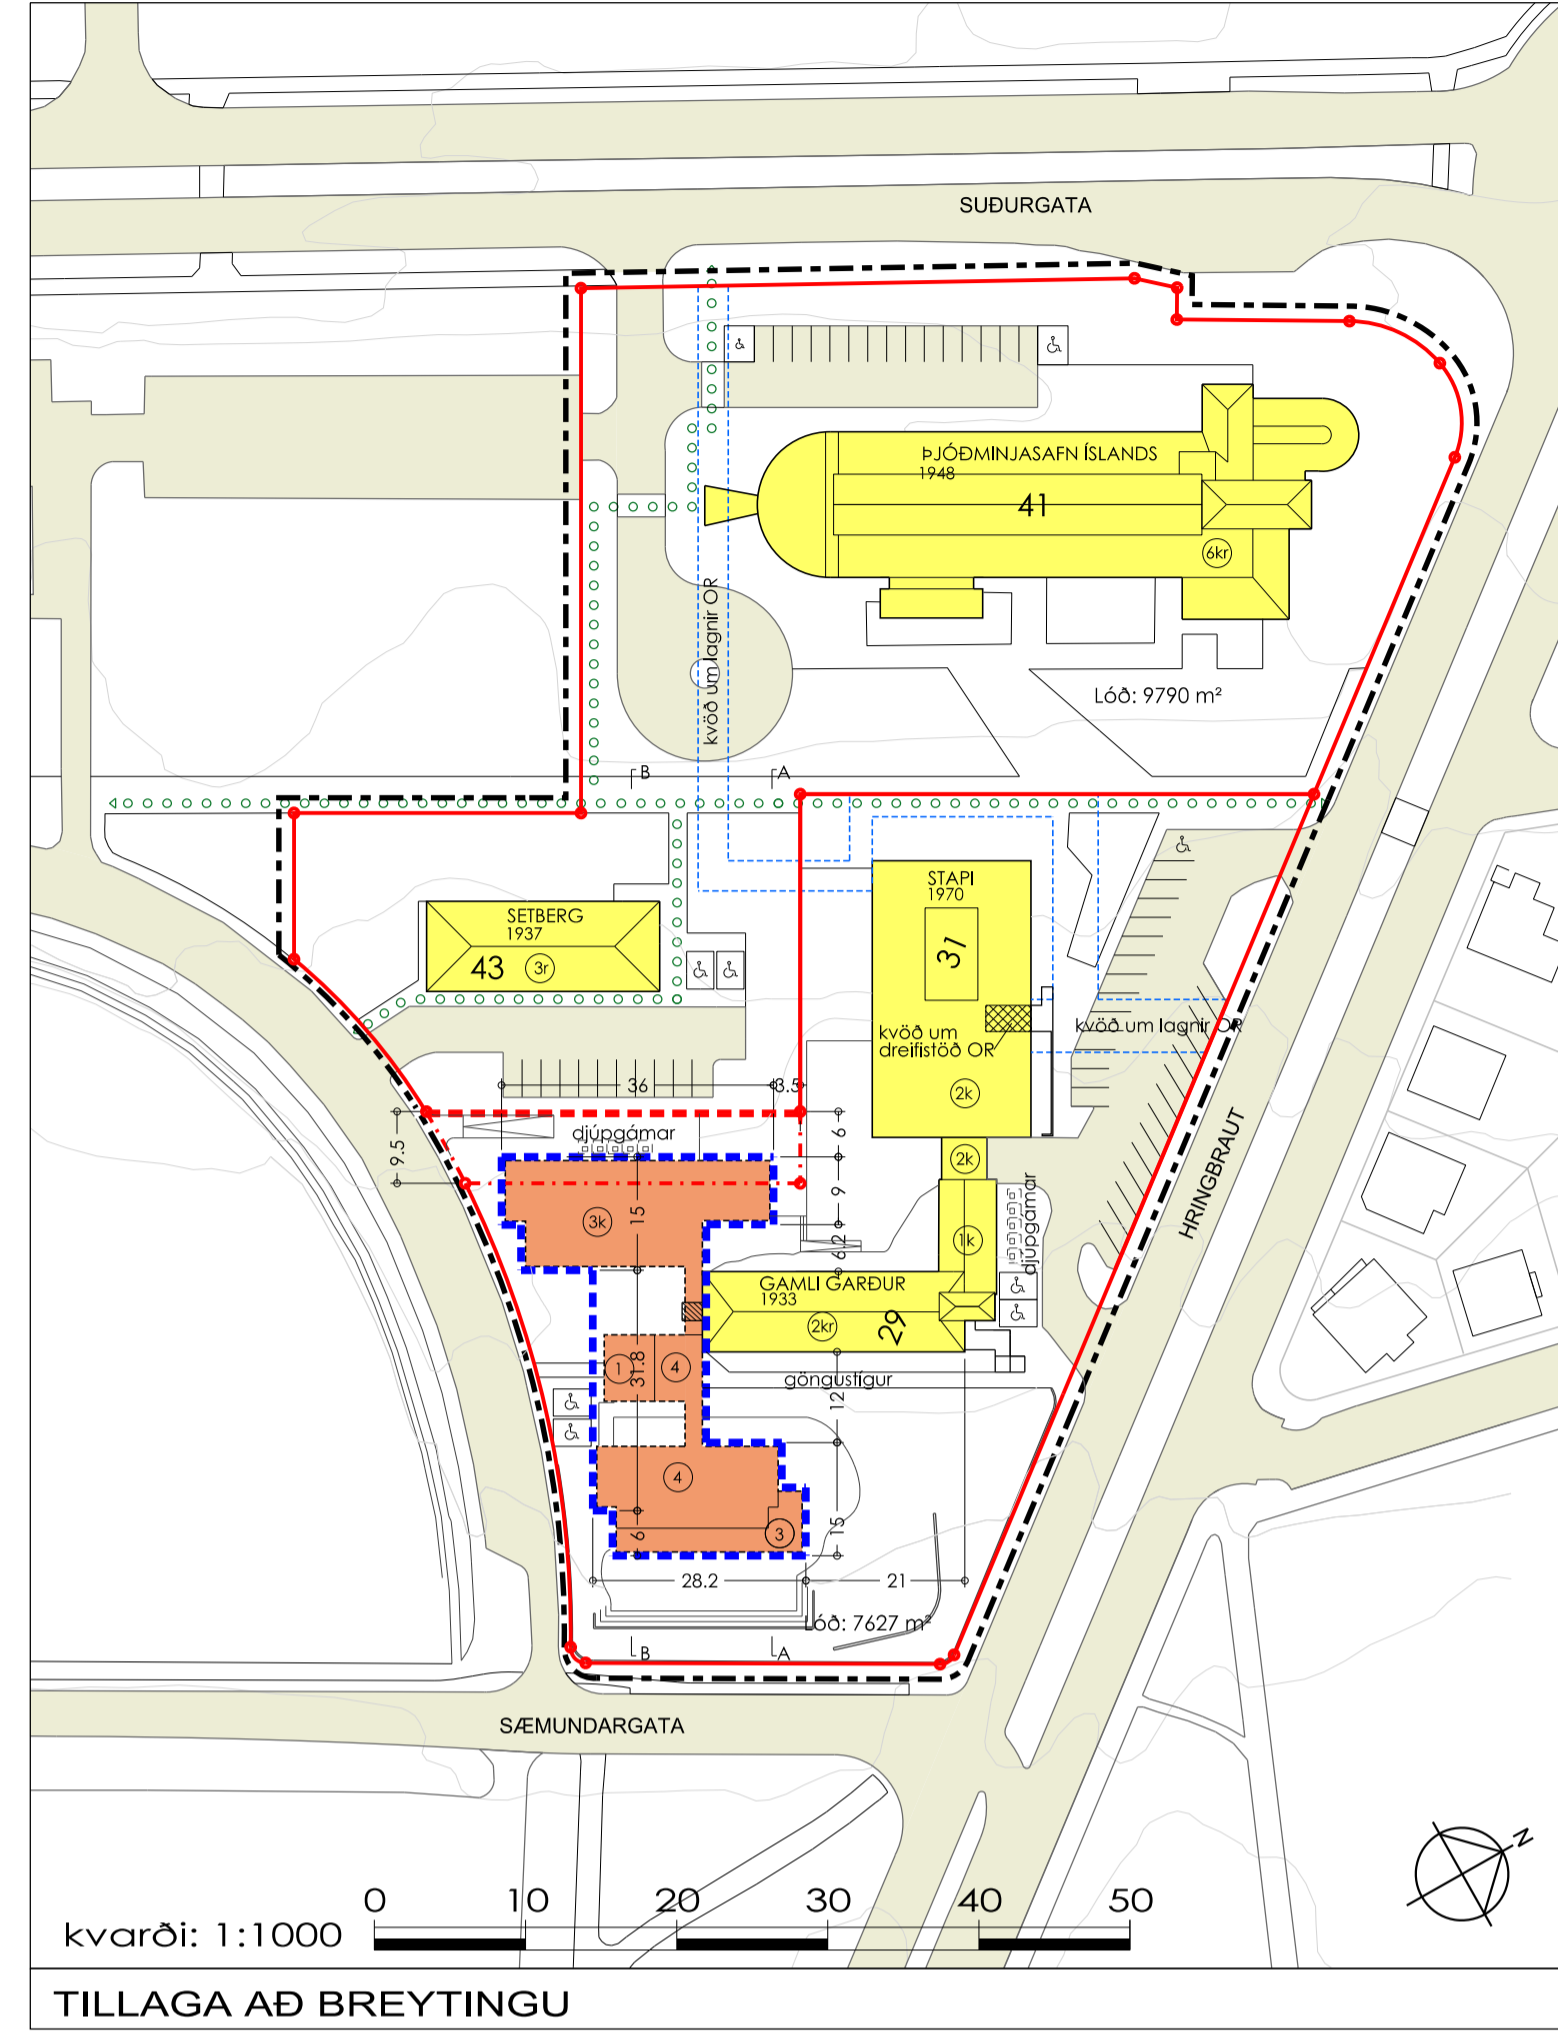 SUÐURGATA
ÞJÓÐMINJASAFN ÍSLANDS
1948
41
6kr
kvöð um lagnir OR
Lóð: 9790 m²
B
A
STAPI
1970
31
SETBERG
1937
43
3r
kvöð um
dreifistöð OR
kvöð um lagnir OR
2k
36
3.5
djúpgámar
9.5
6
HRINGBRAUT
2k
djúpgámar
9
15
3k
1k
6.2
GAMLI GARÐUR
1933
2kr
29
1
31.8
4
göngustígur
12
4
6
3
15
28.2
21
Lóð: 7627 m²
B
A
SÆMUNDARGATA
N
0 10 20 30 40 50
kvarði: 1:1000
TILLAGA AÐ BREYTINGU